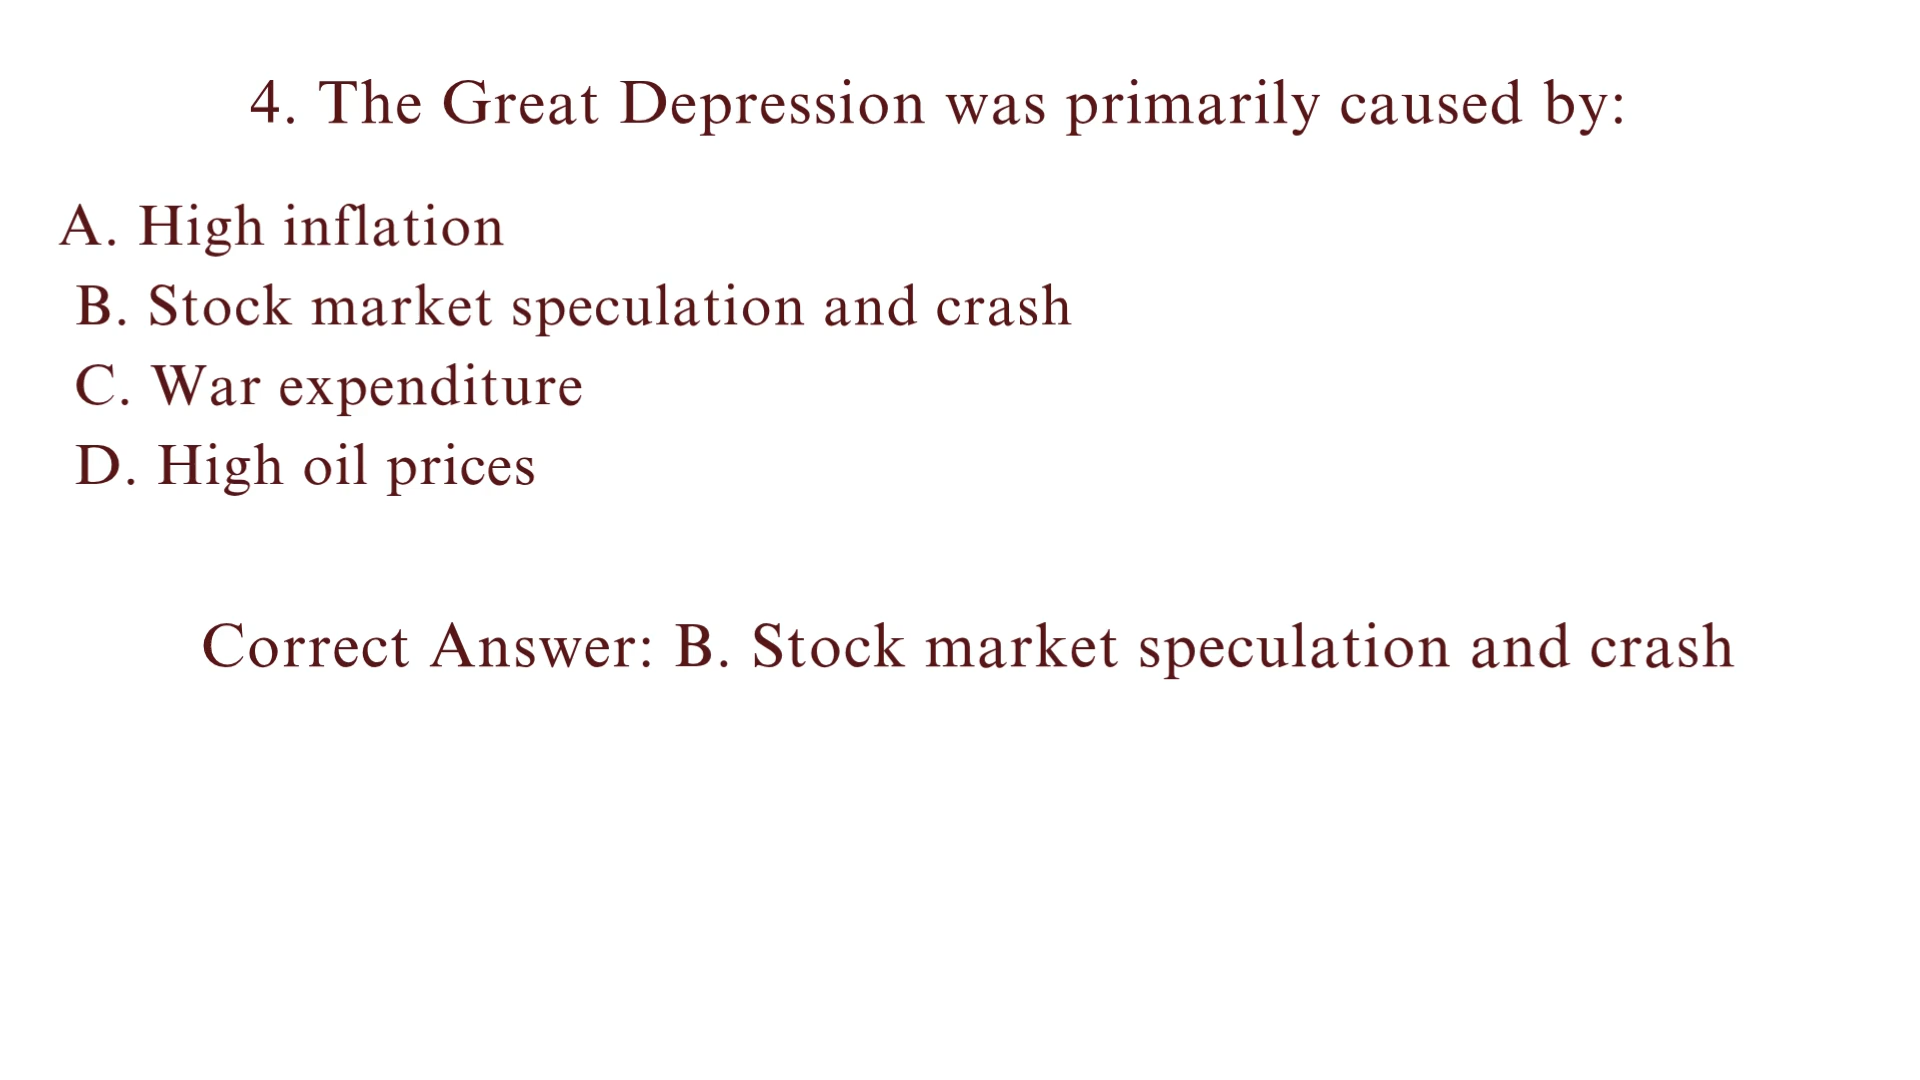 4. The Great Depression was primarily caused by:
A. High inflation
B. Stock market speculation and crash
C. War expenditure
D. High oil prices
Correct Answer: B. Stock market speculation and crash